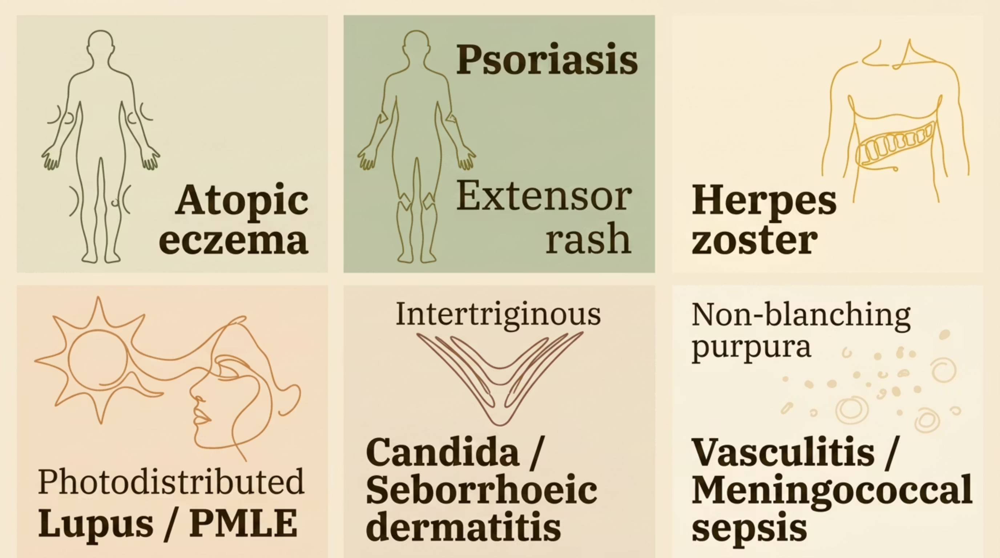 Atopic
eczema
Psoriasis
Extensor
rash
Herpes
zoster
Photodistributed
Lupus / PMLE
Intertriginous
Candida /
Seborrhoeic
dermatitis
Non-blanching
purpura
Vasculitis /
Meningococcal
sepsis